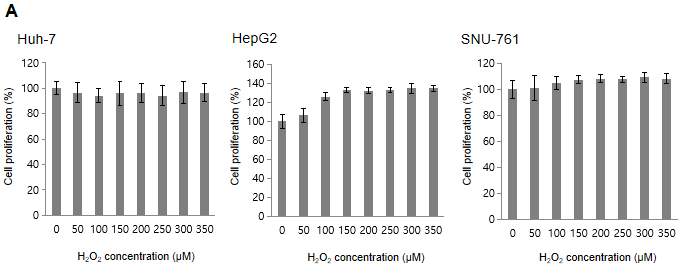 A
Huh-7
Cell proliferation (%)
120
100
80
60
40
20
0
0 50 100 150 200 250 300 350
H₂O₂ concentration (µM)
HepG2
Cell proliferation (%)
160
140
120
100
80
60
40
20
0
0 50 100 150 200 250 300 350
H₂O₂ concentration (µM)
SNU-761
Cell proliferation (%)
120
100
80
60
40
20
0
0 50 100 150 200 250 300 350
H₂O₂ concentration (µM)